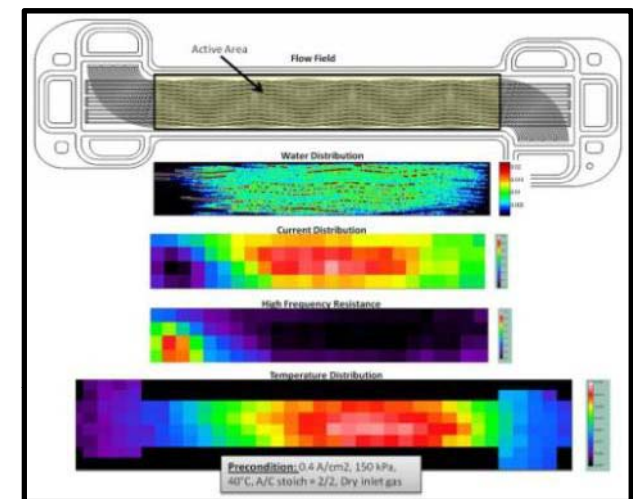 Active Area
Flow Field
Water Distribution
Current Distribution
High Frequency Resistance
Temperature Distribution
Precondition: 0.4 A/cm2, 150 kPa,
40°C, A/C stoich = 2/2, Dry inlet gas